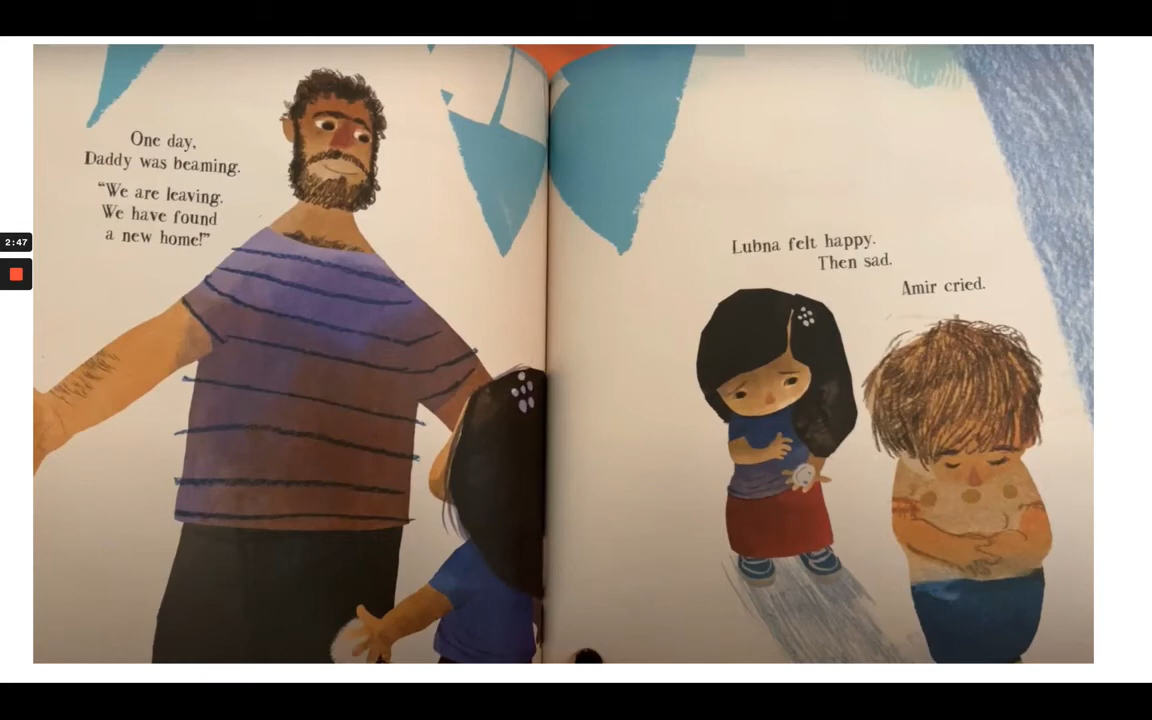 One day,
Daddy was beaming.
"We are leaving.
We have found
a new home!"
Lubna felt happy.
Then sad.
Amir cried.
2:47